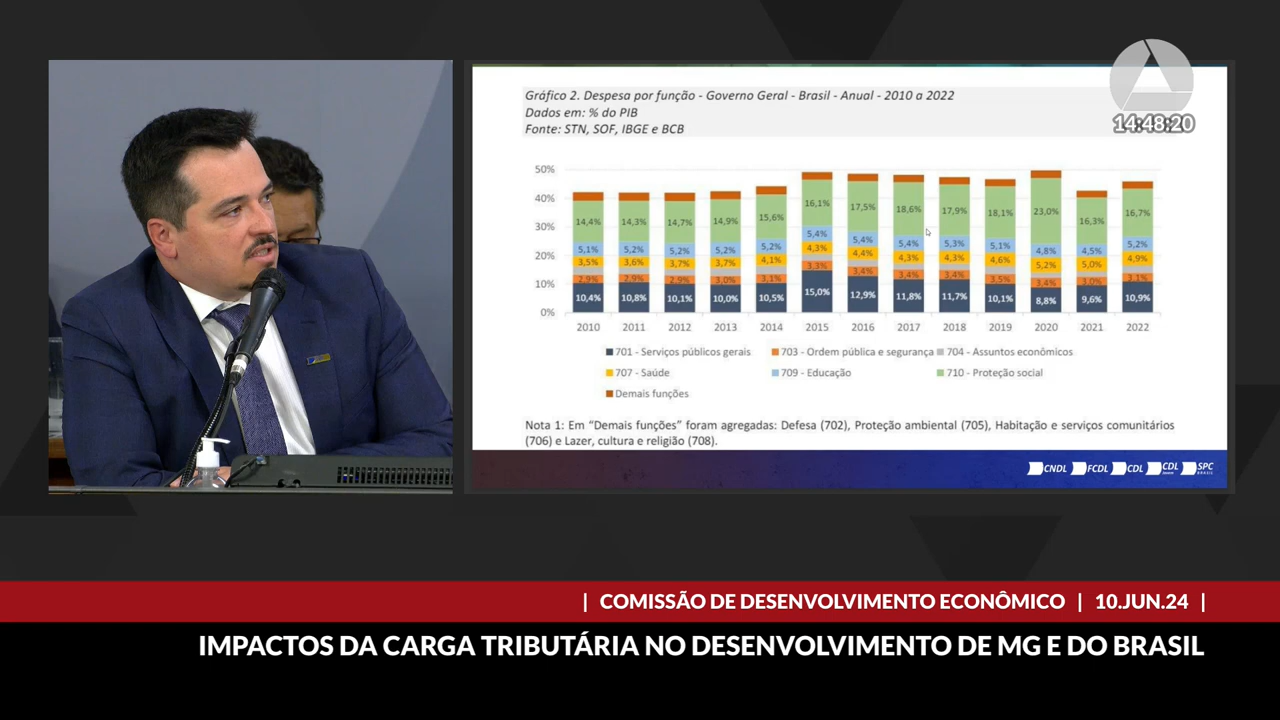 Gráfico 2. Despesa por função - Governo Geral - Brasil - Anual - 2010 a 2022
Dados em: % do PIB
Fonte: STN, SOF, IBGE e BCB
14:48:20
50%
40%
30%
20%
10%
0%
14,4% 14,3% 14,7% 14,9% 15,6% 16,1% 17,5% 18,6% 17,9% 18,1% 23,0% 16,3% 16,7%
5,1% 5,2% 5,2% 5,2% 5,2% 5,4% 5,4% 5,4% 5,3% 5,1% 4,8% 4,5% 5,2%
3,5% 3,6% 3,7% 3,7% 4,1% 4,3% 4,4% 4,3% 4,3% 4,6% 5,2% 5,0% 4,9%
2,9% 2,9% 2,9% 3,0% 3,1% 3,3% 3,4% 3,4% 3,4% 3,5% 3,4% 3,0% 3,1%
10,4% 10,8% 10,1% 10,0% 10,5% 15,0% 12,9% 11,8% 11,7% 10,1% 8,8% 9,6% 10,9%
2010 2011 2012 2013 2014 2015 2016 2017 2018 2019 2020 2021 2022
701 - Serviços públicos gerais 703 - Ordem pública e segurança 704 - Assuntos econômicos
707 - Saúde 709 - Educação 710 - Proteção social
Demais funções
Nota 1: Em “Demais funções” foram agregadas: Defesa (702), Proteção ambiental (705), Habitação e serviços comunitários
(706) e Lazer, cultura e religião (708).
CNDL FCDL CDL CDL SPC
BRASIL
| COMISSÃO DE DESENVOLVIMENTO ECONÔMICO | 10.JUN.24 |
IMPACTOS DA CARGA TRIBUTÁRIA NO DESENVOLVIMENTO DE MG E DO BRASIL